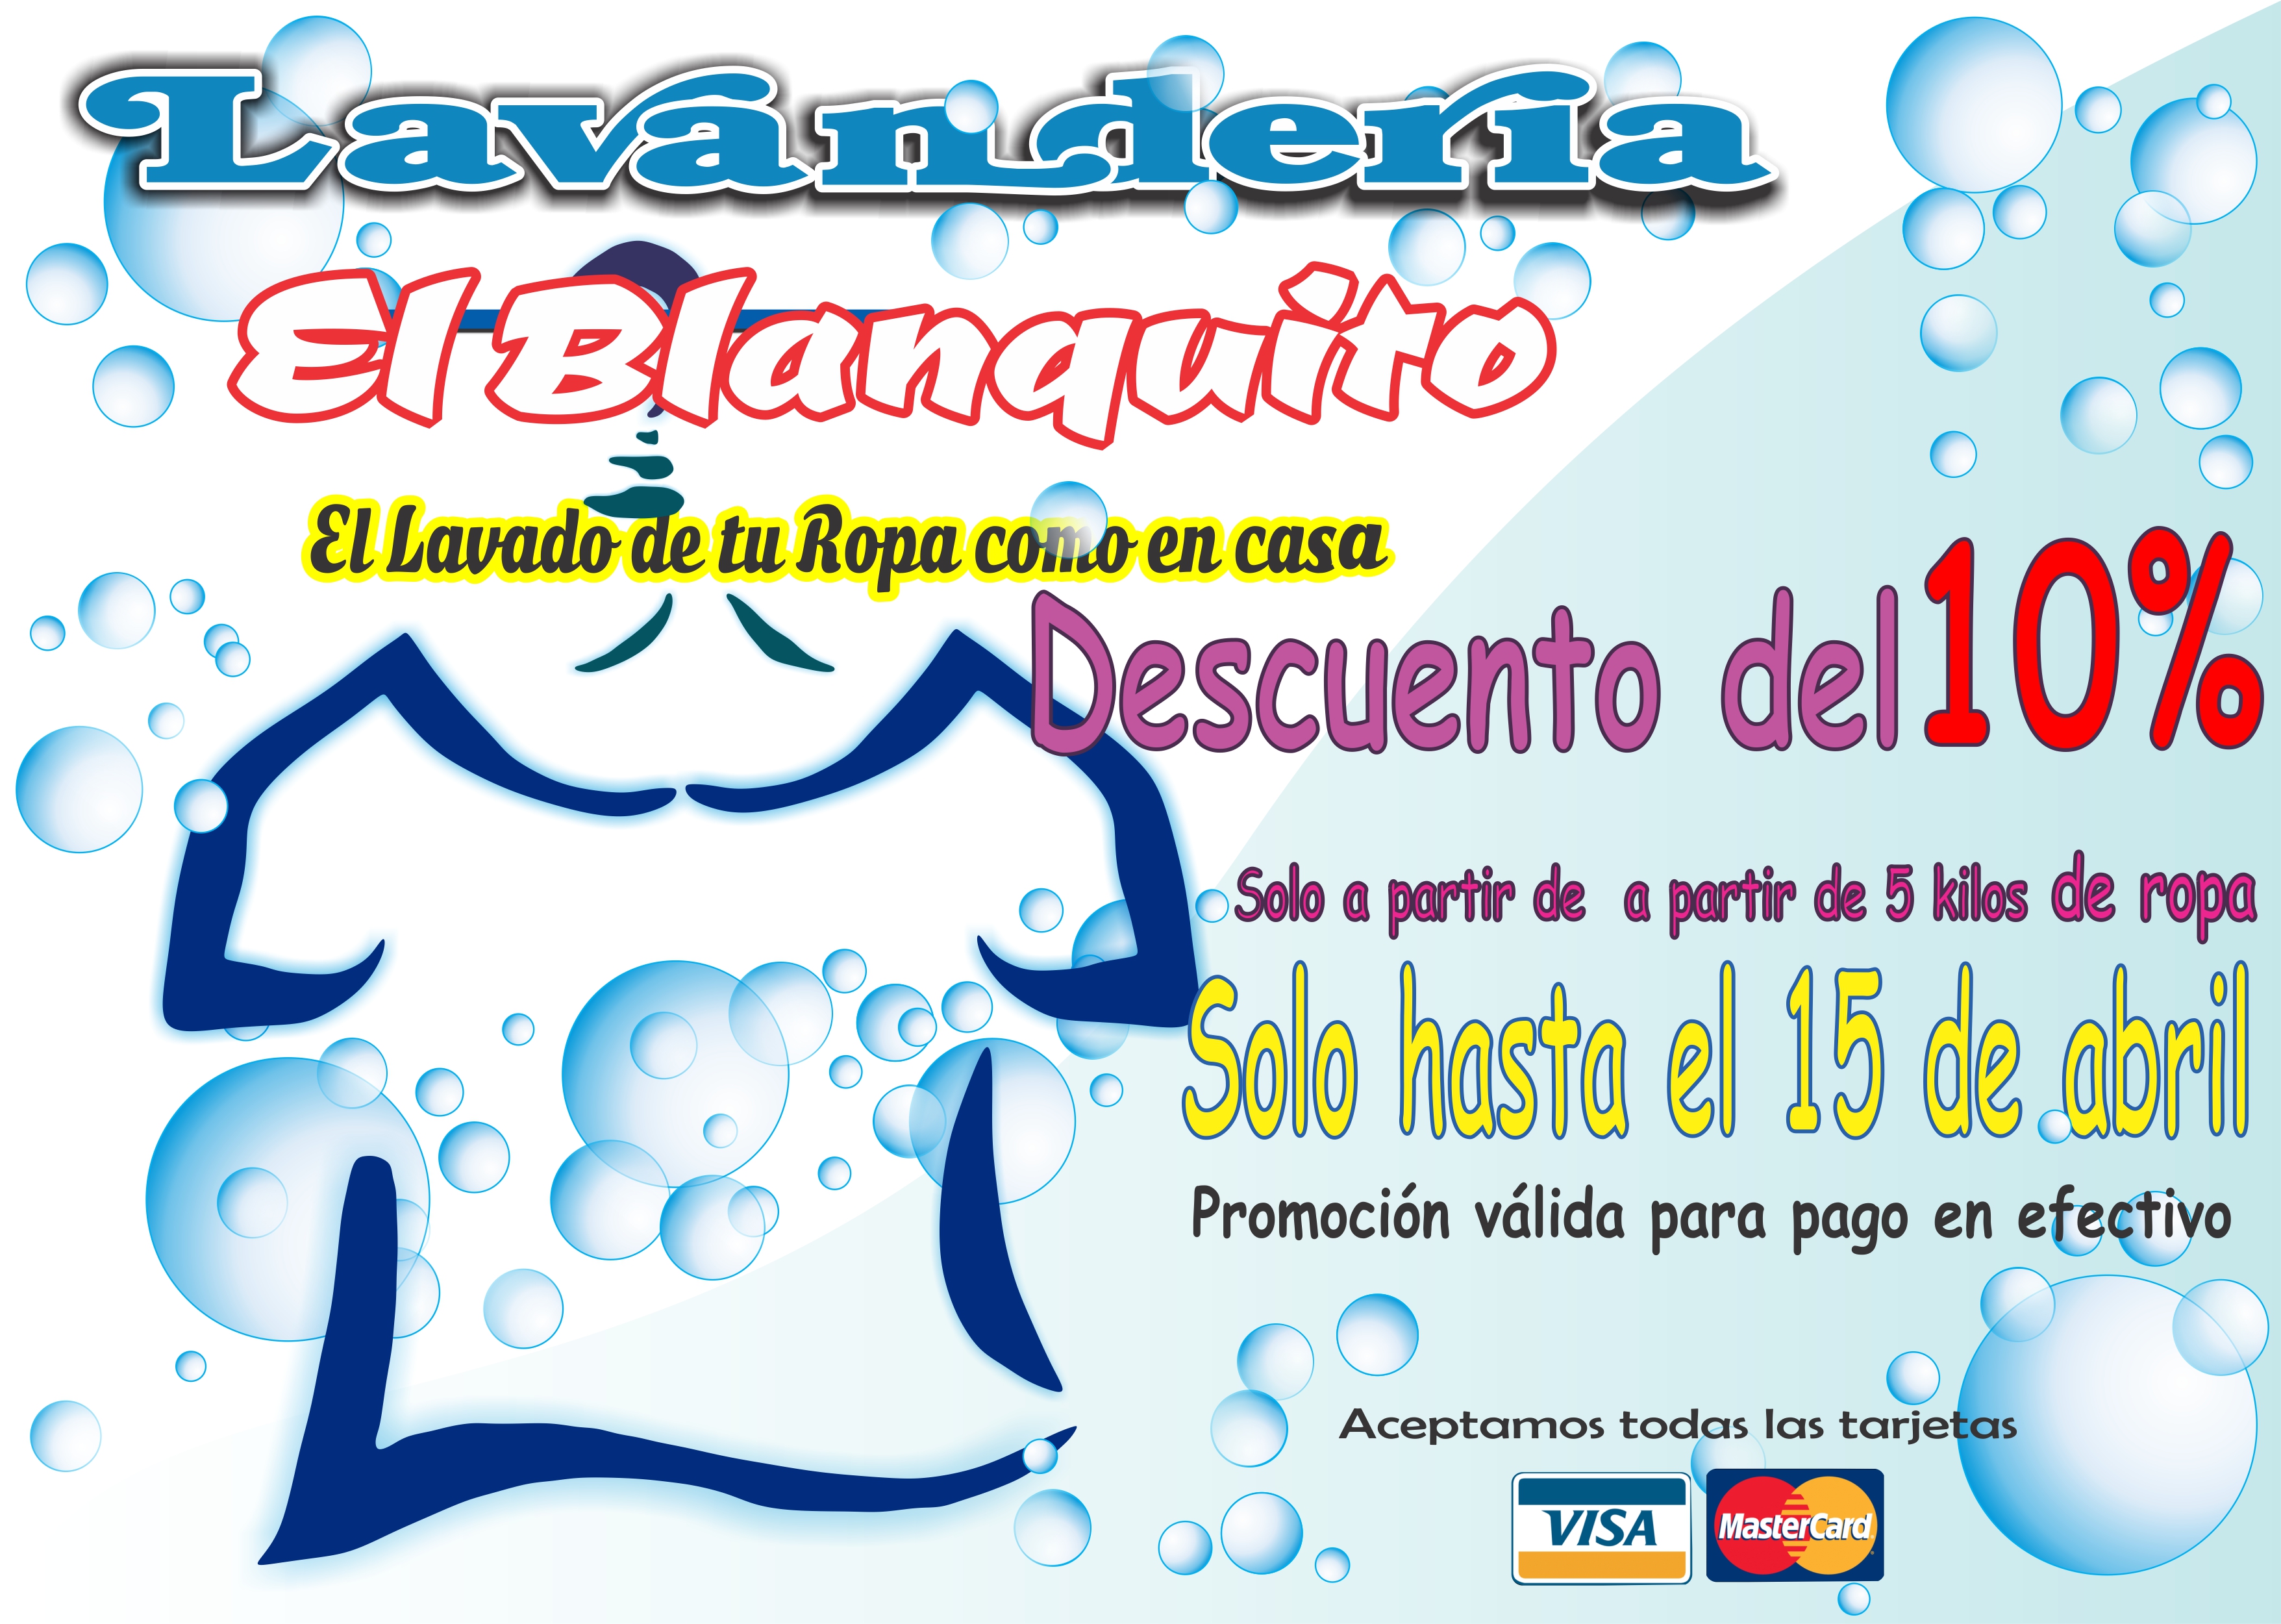 Lavandería
El Blanquito
El Lavado de tu Ropa como en casa
Descuento del 10%
Solo a partir de a partir de 5 kilos de ropa
Solo hasta el 15 de abril
Promoción válida para pago en efectivo
Aceptamos todas las tarjetas
VISA MasterCard